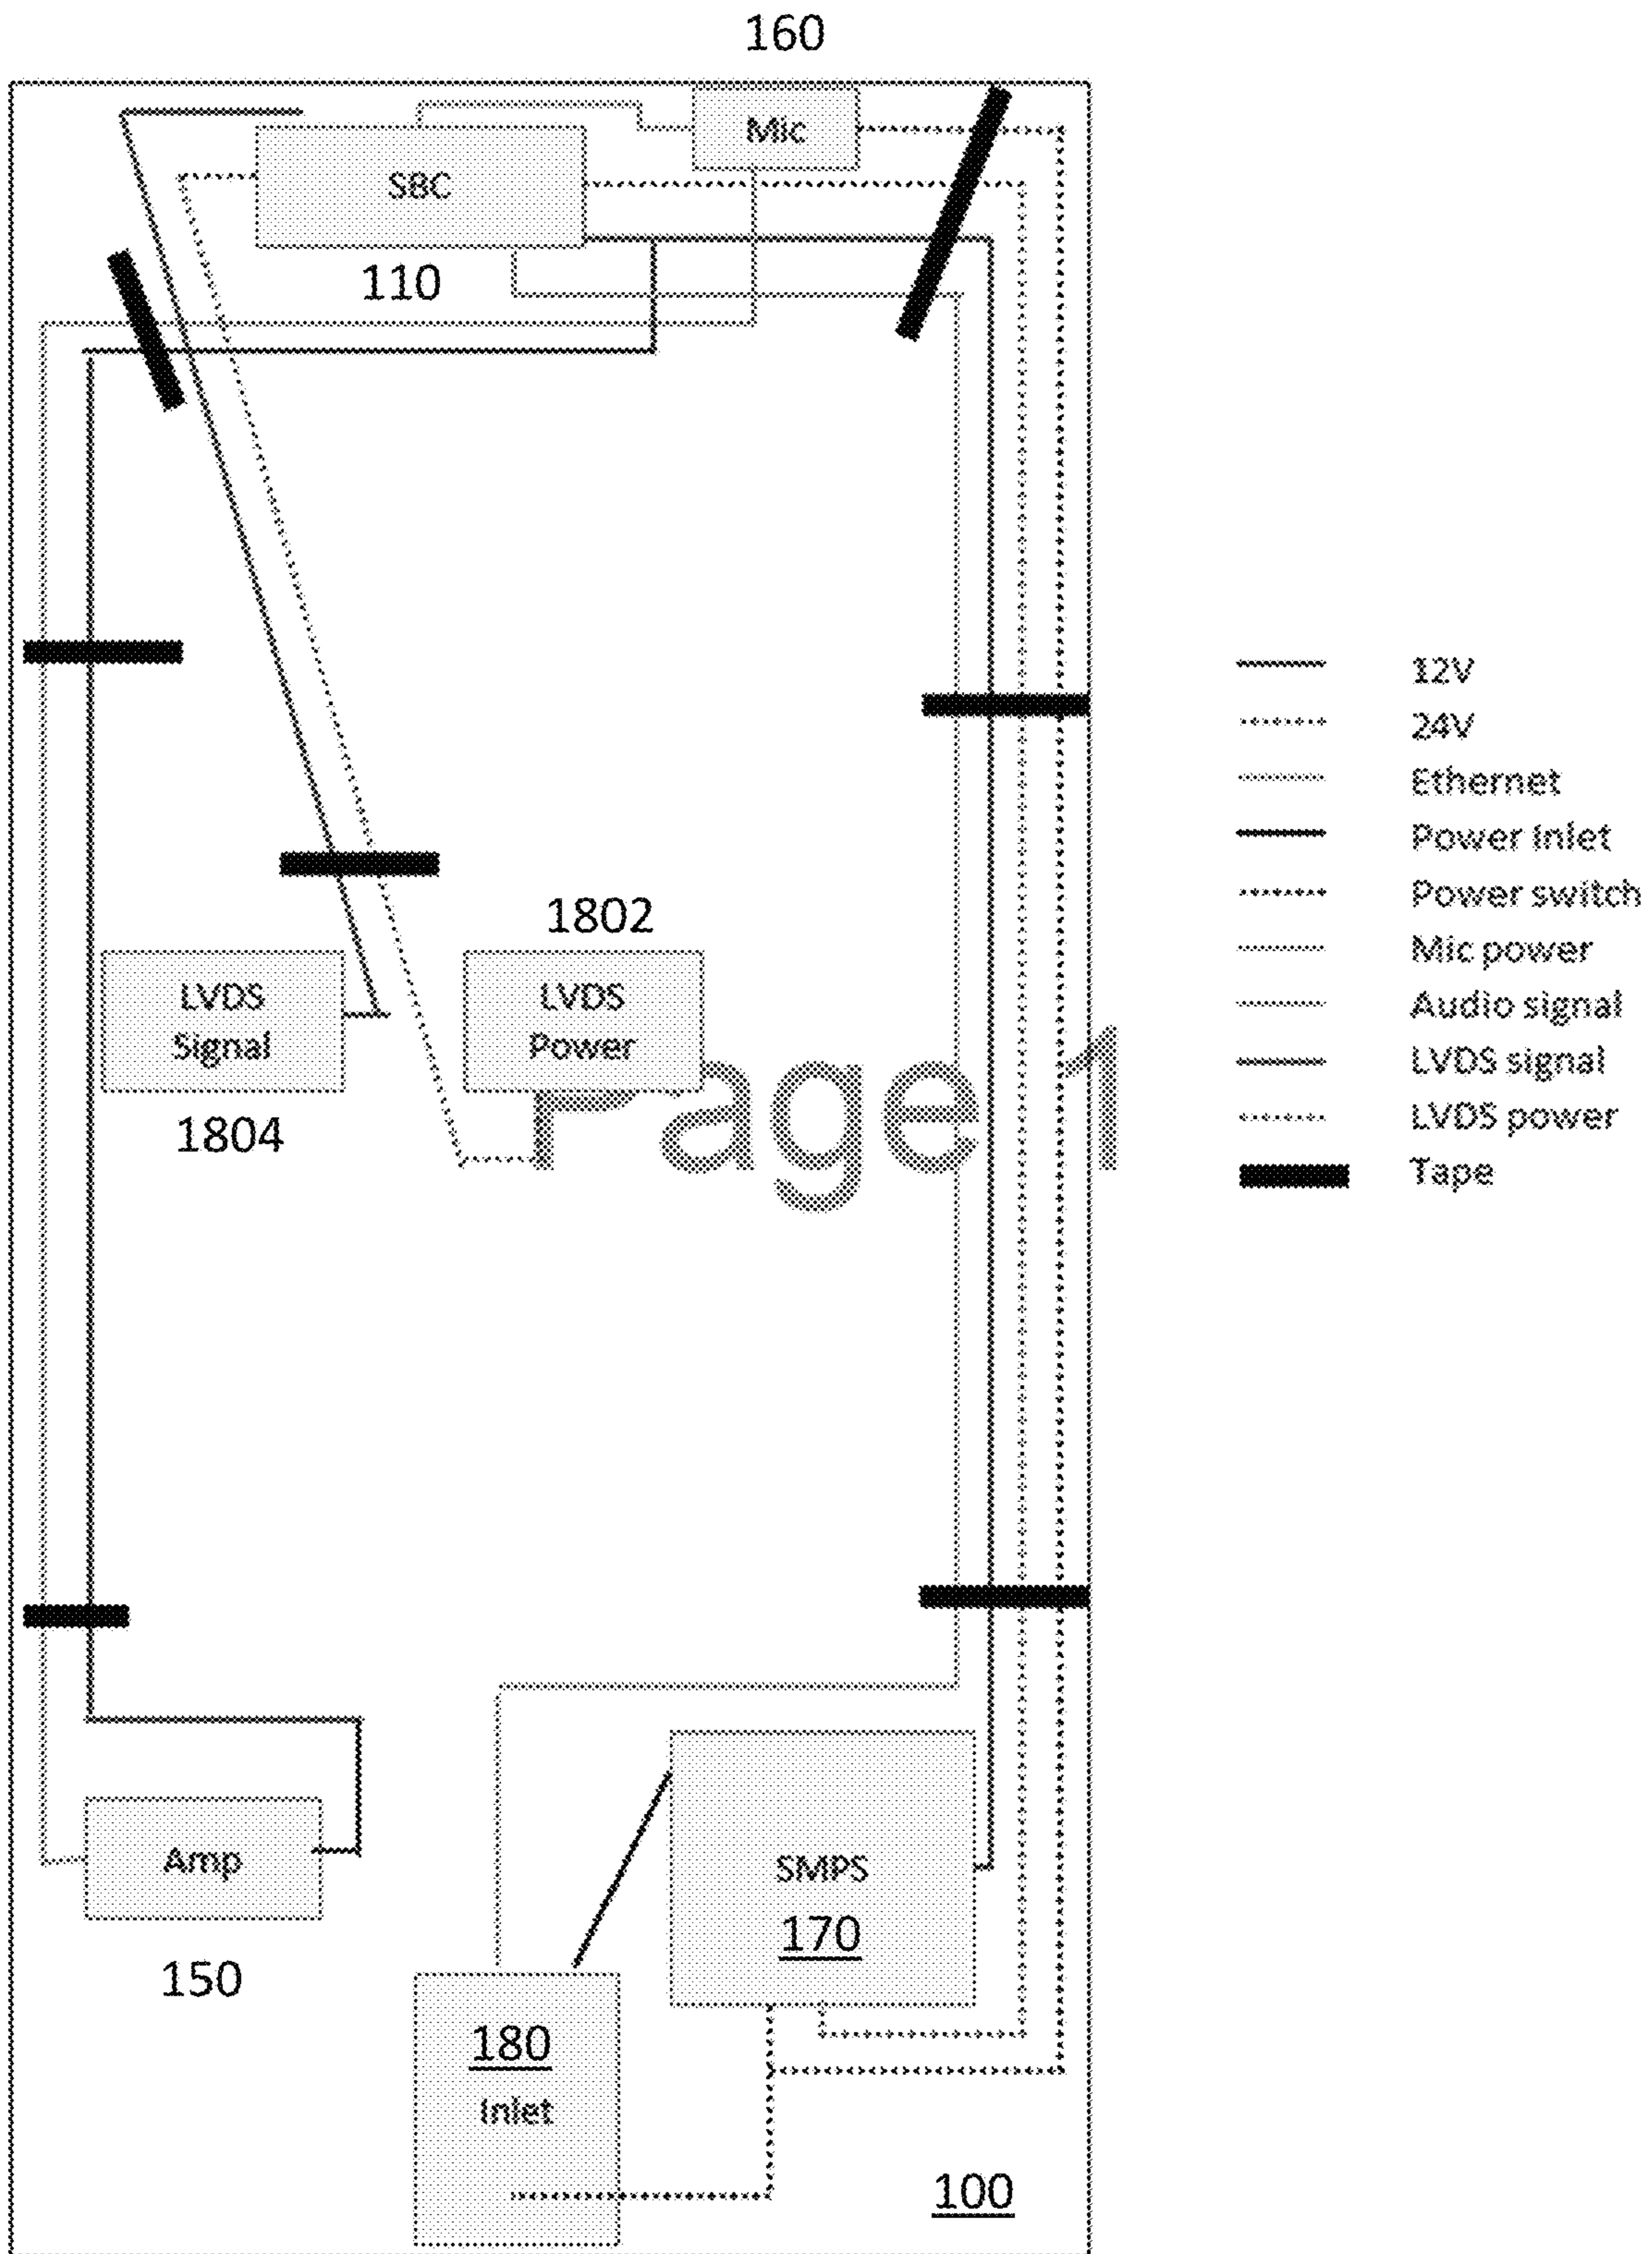 160
Mic
SBC
110
1802
LVDS
Signal
LVDS
Power
1804
Page 1
12V
24V
Ethernet
Power Inlet
Power switch
Mic power
Audio signal
LVDS signal
LVDS power
Tape
Amp
150
SMPS
170
180
Inlet
100